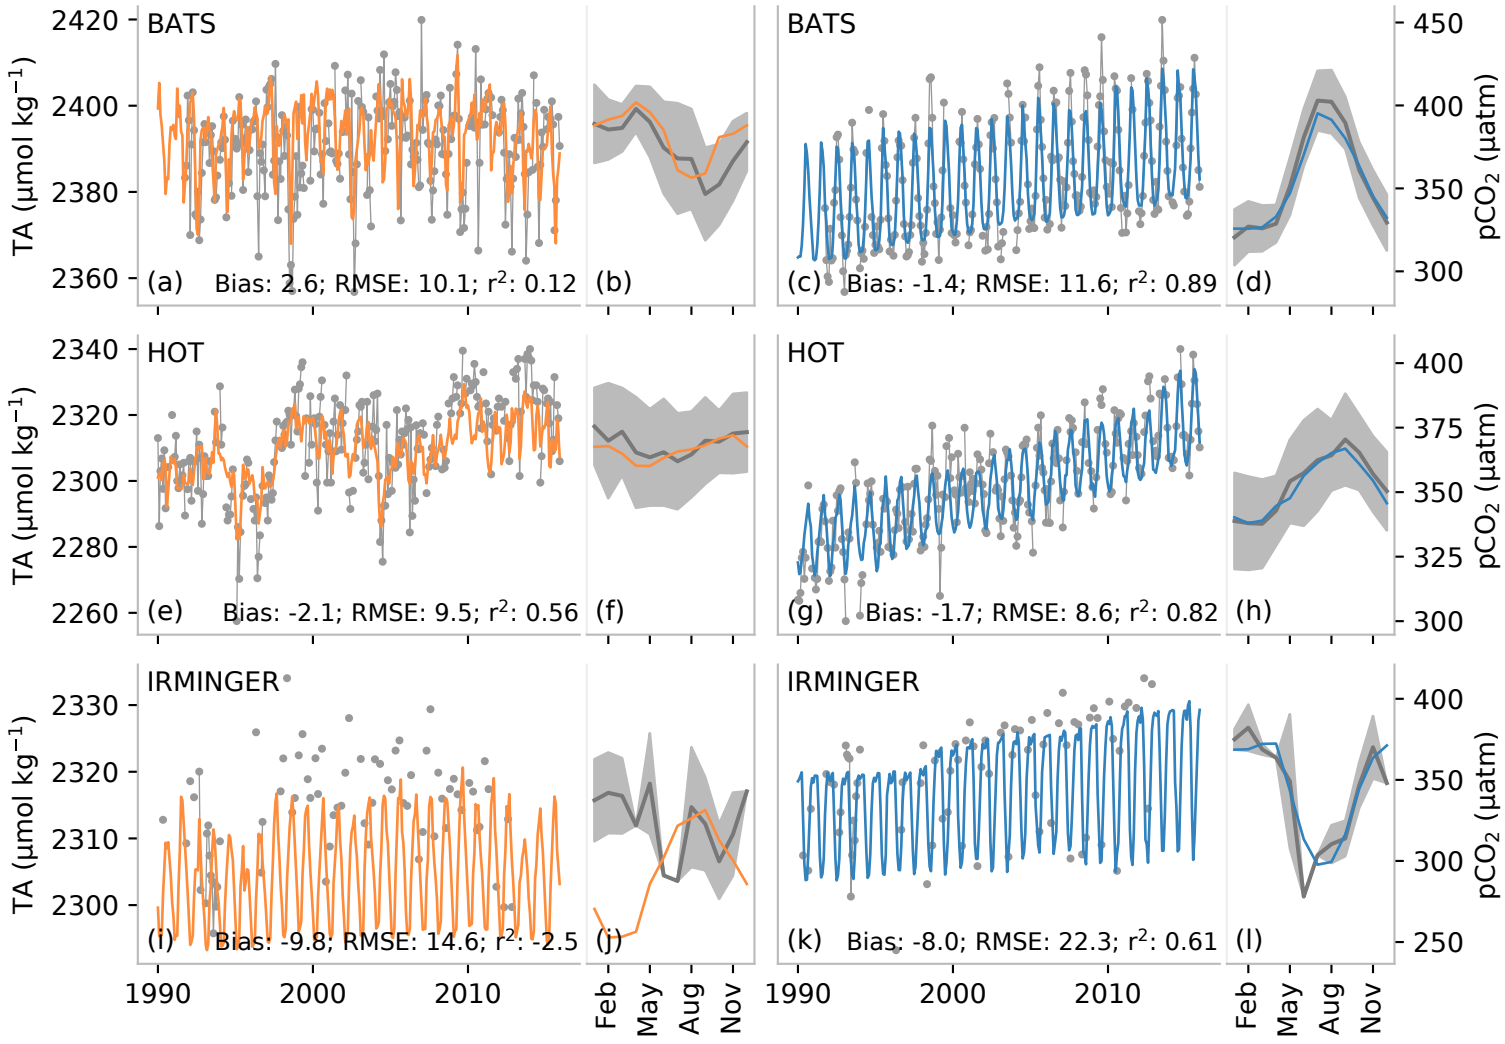 BATS
TA (μmol kg⁻¹)
2420
2400
2380
2360
(a) Bias: 2.6; RMSE: 10.1; r²: 0.12
(b)
BATS
(c) Bias: -1.4; RMSE: 11.6; r²: 0.89
(d)
450
400
350
300
pCO₂ (μatm)
HOT
TA (μmol kg⁻¹)
2340
2320
2300
2280
2260
(e) Bias: -2.1; RMSE: 9.5; r²: 0.56
(f)
HOT
(g) Bias: -1.7; RMSE: 8.6; r²: 0.82
(h)
400
375
350
325
300
pCO₂ (μatm)
IRMINGER
TA (μmol kg⁻¹)
2330
2320
2310
2300
(i) Bias: -9.8; RMSE: 14.6; r²: -2.5
(j)
IRMINGER
(k) Bias: -8.0; RMSE: 22.3; r²: 0.61
(l)
400
350
300
250
pCO₂ (μatm)
1990 2000 2010
Feb May Aug Nov
1990 2000 2010
Feb May Aug Nov